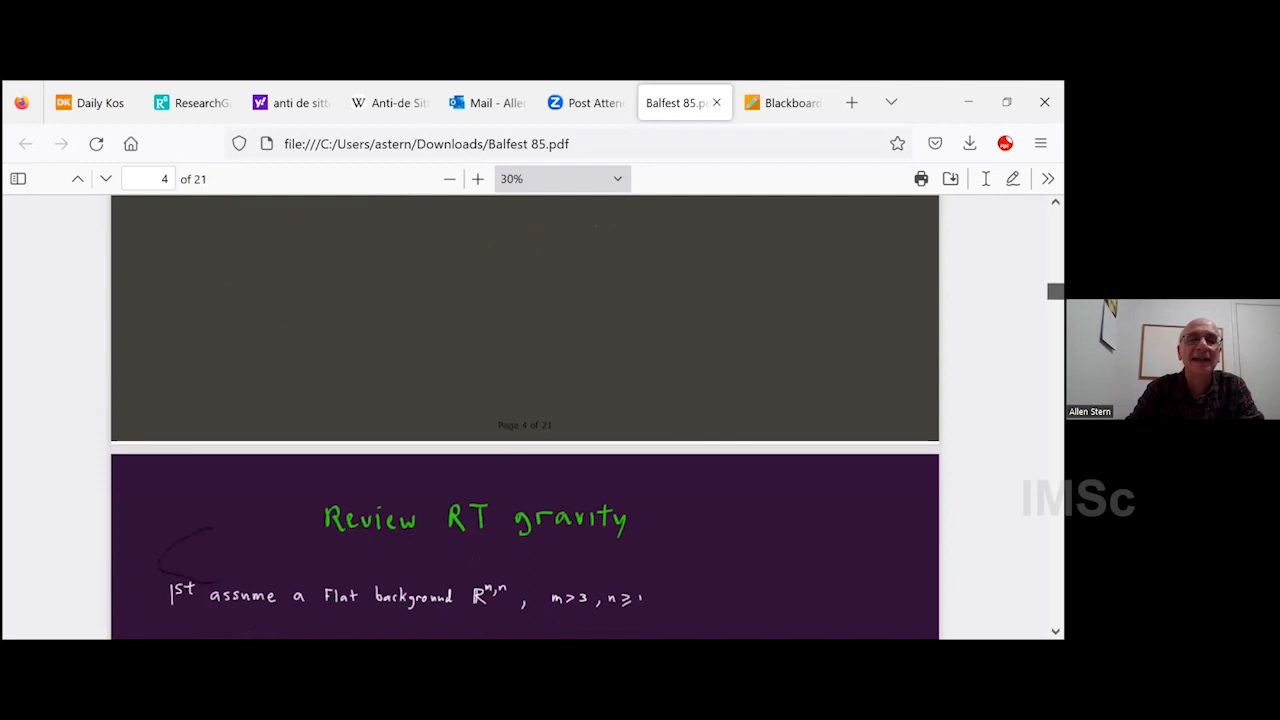 Daily Kos
ResearchG
anti de sitt
Anti-de Sit
Mail - Alle
Post Atten
Balfest 85.p
Blackboard
file:///C:/Users/astern/Downloads/Balfest 85.pdf
4 of 21
30%
Page 4 of 21
Review RT gravity
1st assume a Flat background ℝ^m,n, m>3, n≥1
Allen Stern
IMSc